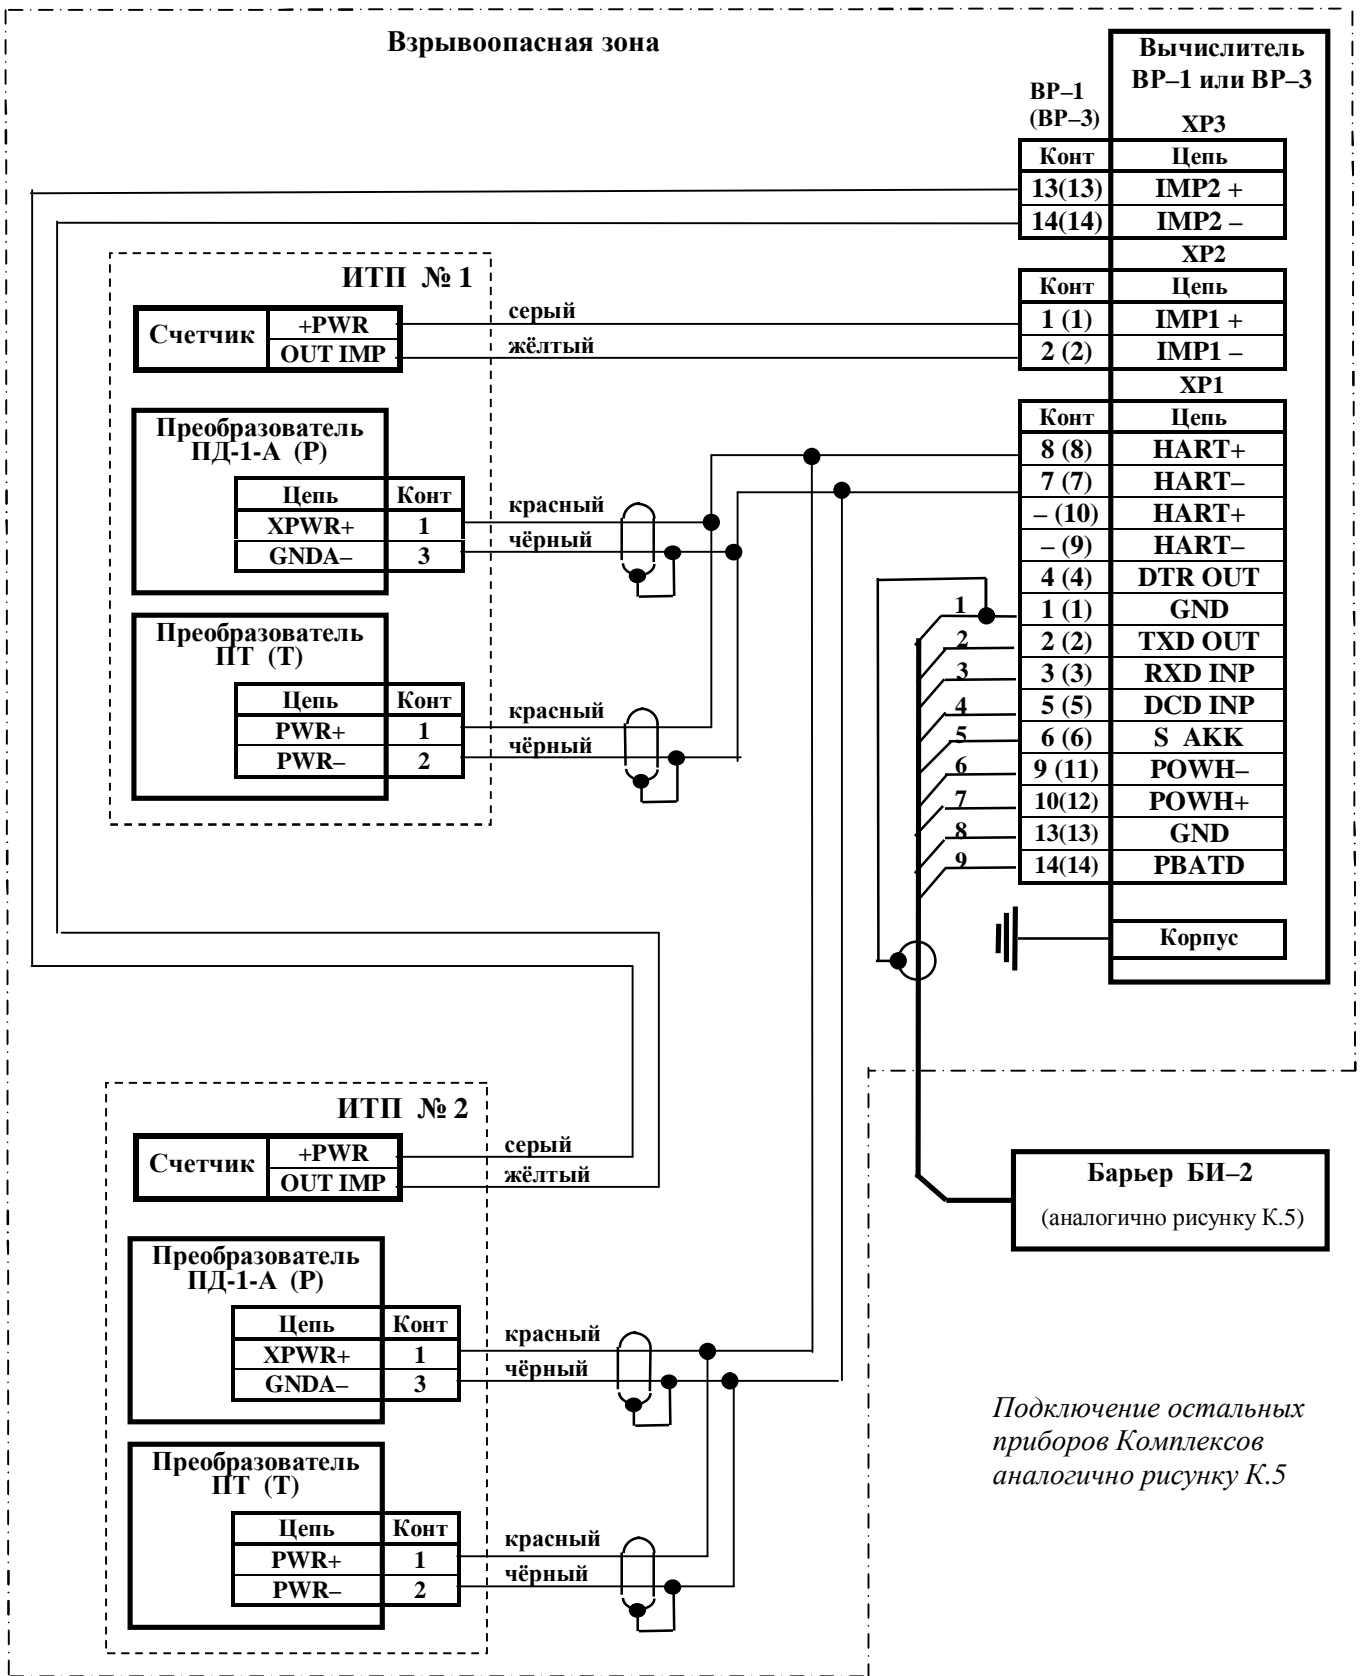 Взрывоопасная зона
Вычислитель
ВР–1 или ВР–3
ВР–1
(ВР–3)
ХР3
Конт Цепь
13(13) IMP2 +
14(14) IMP2 –
ХР2
Конт Цепь
1 (1) IMP1 +
2 (2) IMP1 –
ХР1
Конт Цепь
8 (8) HART+
7 (7) HART–
– (10) HART+
– (9) HART–
4 (4) DTR OUT
1 (1) GND
2 (2) TXD OUT
3 (3) RXD INP
5 (5) DCD INP
6 (6) S AKK
9 (11) POWH–
10(12) POWH+
13(13) GND
14(14) PBATD
Корпус
1
2
3
4
5
6
7
8
9
ИТП № 1
Счетчик
+PWR
OUT IMP
серый
жёлтый
Преобразователь
ПД-1-А (Р)
Цепь Конт
XPWR+ 1
GNDA– 3
красный
чёрный
Преобразователь
ПТ (Т)
Цепь Конт
PWR+ 1
PWR– 2
красный
чёрный
ИТП № 2
Счетчик
+PWR
OUT IMP
серый
жёлтый
Преобразователь
ПД-1-А (Р)
Цепь Конт
XPWR+ 1
GNDA– 3
красный
чёрный
Преобразователь
ПТ (Т)
Цепь Конт
PWR+ 1
PWR– 2
красный
чёрный
Барьер БИ–2
(аналогично рисунку К.5)
Подключение остальных
приборов Комплексов
аналогично рисунку К.5